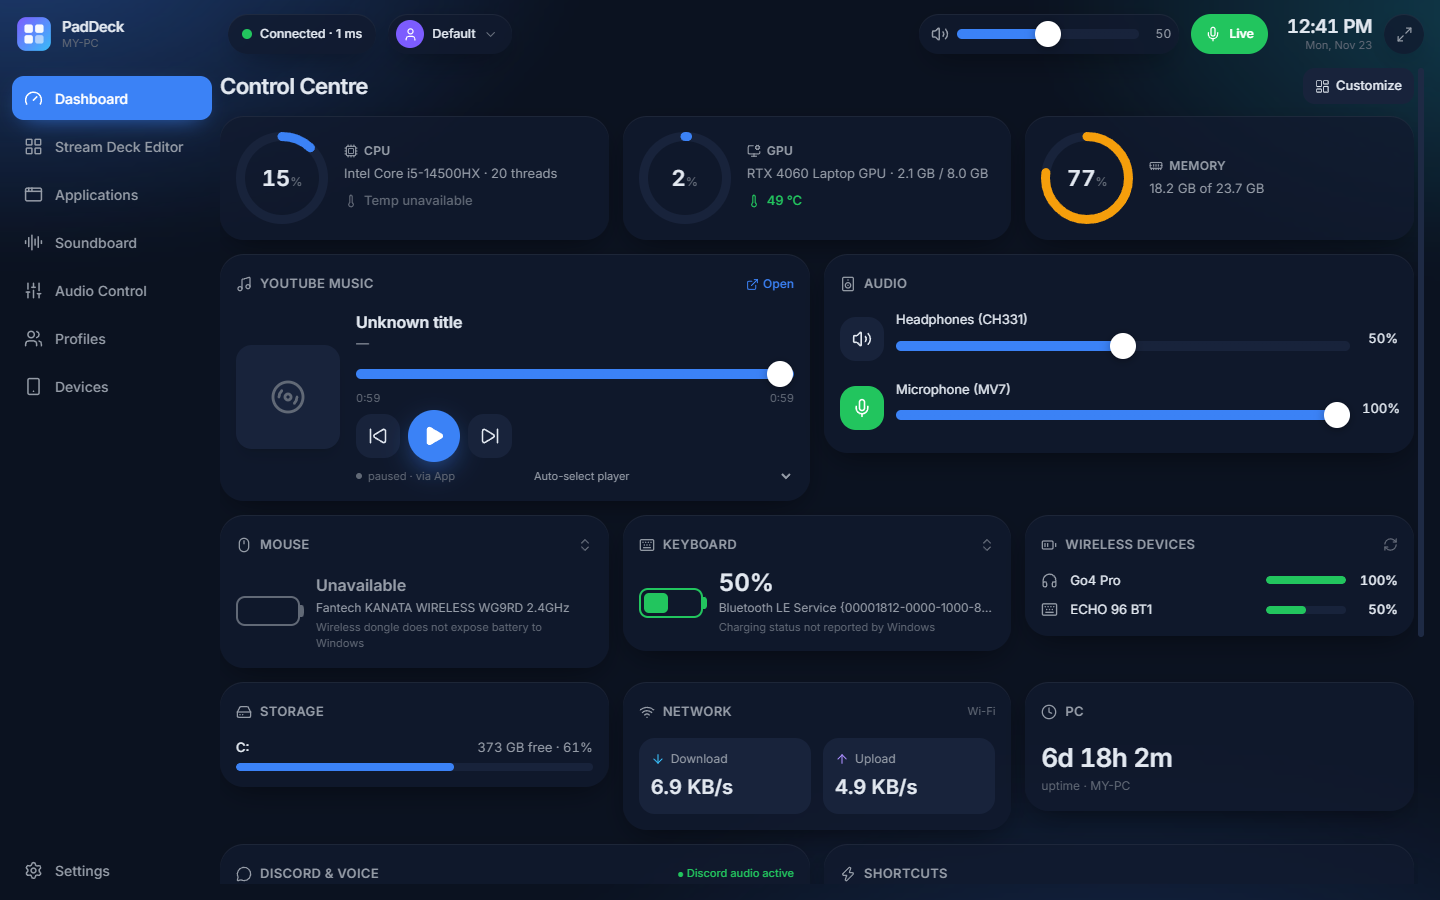 PadDeck
MY-PC
Connected · 1 ms
Default
50
Live
12:41 PM
Mon, Nov 23
Dashboard
Stream Deck Editor
Applications
Soundboard
Audio Control
Profiles
Devices
Settings
Control Centre
Customize
15%
CPU
Intel Core i5-14500HX · 20 threads
Temp unavailable
2%
GPU
RTX 4060 Laptop GPU · 2.1 GB / 8.0 GB
49 °C
77%
MEMORY
18.2 GB of 23.7 GB
YOUTUBE MUSIC
Open
Unknown title
—
0:59
0:59
paused · via App
Auto-select player
AUDIO
Headphones (CH331)
50%
Microphone (MV7)
100%
MOUSE
Unavailable
Fantech KANATA WIRELESS WG9RD 2.4GHz
Wireless dongle does not expose battery to
Windows
KEYBOARD
50%
Bluetooth LE Service {00001812-0000-1000-8...
Charging status not reported by Windows
WIRELESS DEVICES
Go4 Pro
100%
ECHO 96 BT1
50%
STORAGE
C:
373 GB free · 61%
NETWORK
Wi-Fi
Download
6.9 KB/s
Upload
4.9 KB/s
PC
6d 18h 2m
uptime · MY-PC
DISCORD & VOICE
Discord audio active
SHORTCUTS